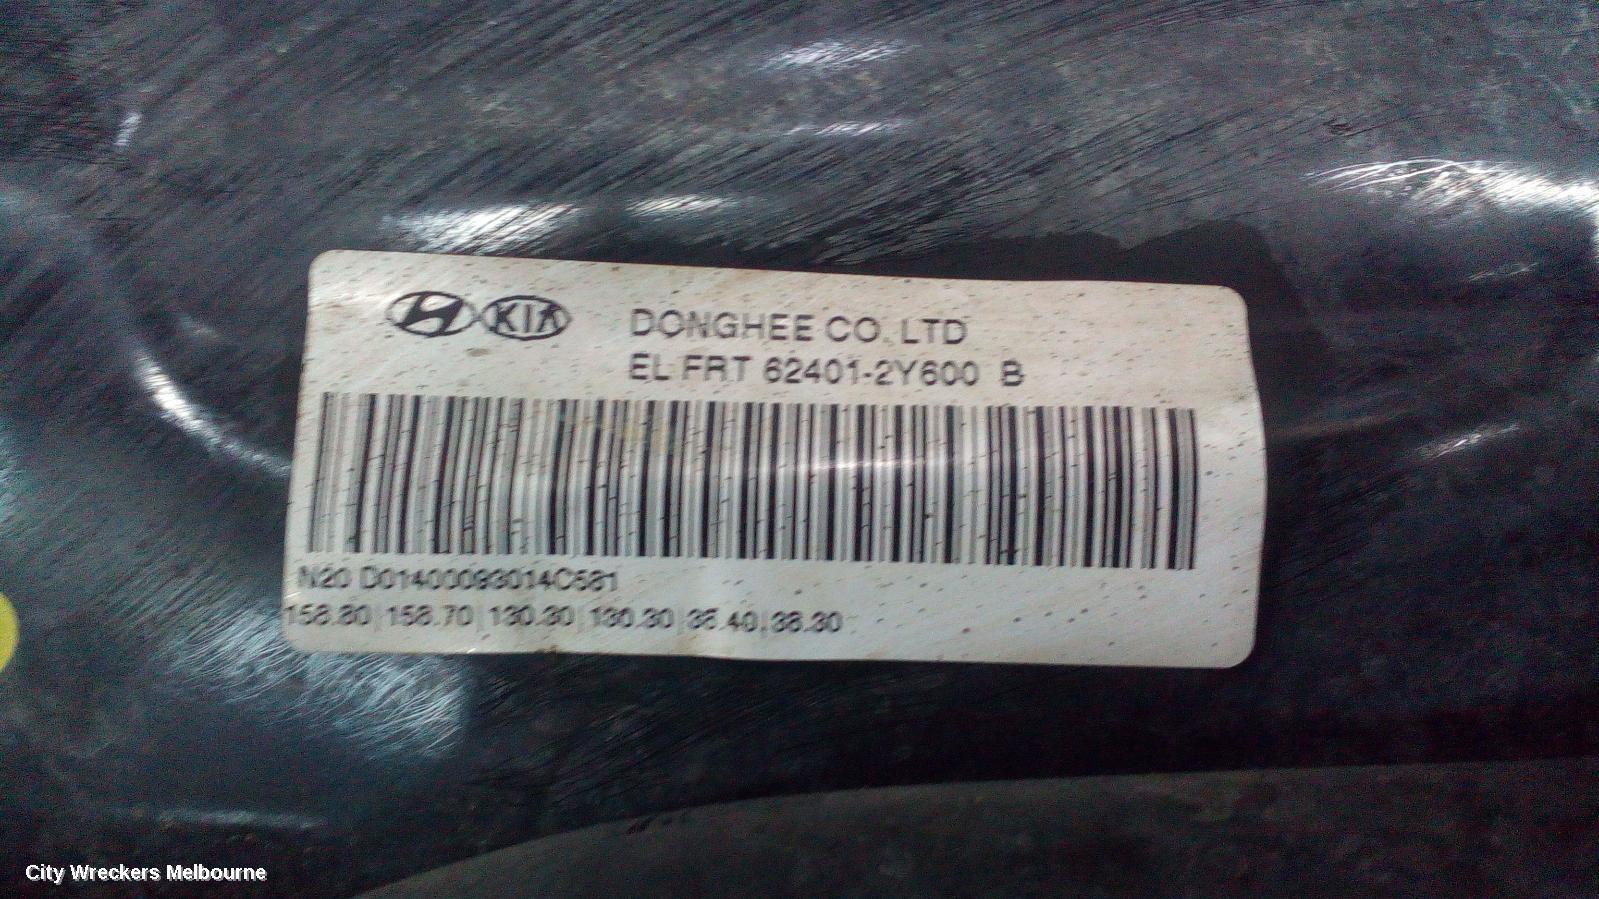 KIA DONGHEE CO. LTD
EL FRT 62401-2Y600 B
N20 D01400093014C581
158.80|158.70|130.30|130.30|38.40|38.30
City Wreckers Melbourne